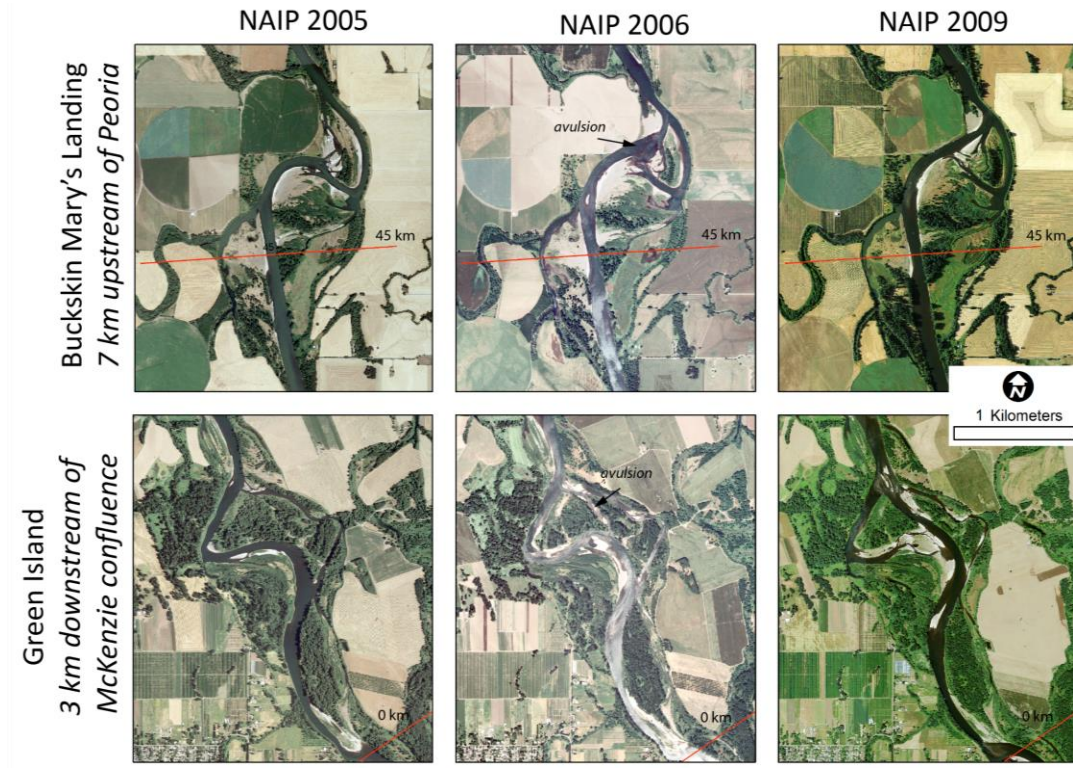 NAIP 2005
NAIP 2006
NAIP 2009
Buckskin Mary's Landing
7 km upstream of Peoria
45 km
avulsion
45 km
45 km
N
1 Kilometers
Green Island
3 km downstream of
McKenzie confluence
0 km
avulsion
0 km
0 km